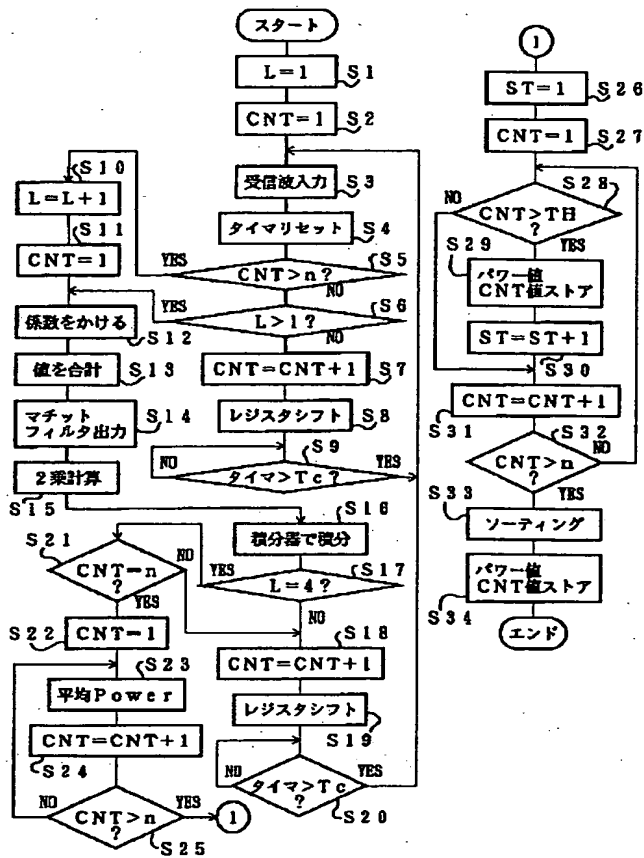 スタート
L=1
S1
CNT=1
S2
受信波入力
S3
タイマリセット
S4
CNT>n?
S5
YES
NO
L>1?
S6
YES
NO
CNT=CNT+1
S7
レジスタシフト
S8
タイマ>Tc?
S9
NO
YES
S10
L=L+1
S11
CNT=1
係数をかける
S12
値を合計
S13
マチット
フィルタ出力
S14
2乗計算
S15
S16
積分器で積分
L=4?
S17
YES
NO
S18
CNT=CNT+1
レジスタシフト
S19
タイマ>Tc
?
NO
YES
S20
S21
CNT=n
?
NO
YES
S22
CNT=1
S23
平均Power
CNT=CNT+1
S24
CNT>n
?
NO
YES
S25
1
1
ST=1
S26
CNT=1
S27
S28
CNT>TH
?
NO
YES
S29
パワー値
CNT値ストア
ST=ST+1
S30
CNT=CNT+1
S31
S32
CNT>n
?
NO
YES
S33
ソーティング
パワー値
CNT値ストア
S34
エンド